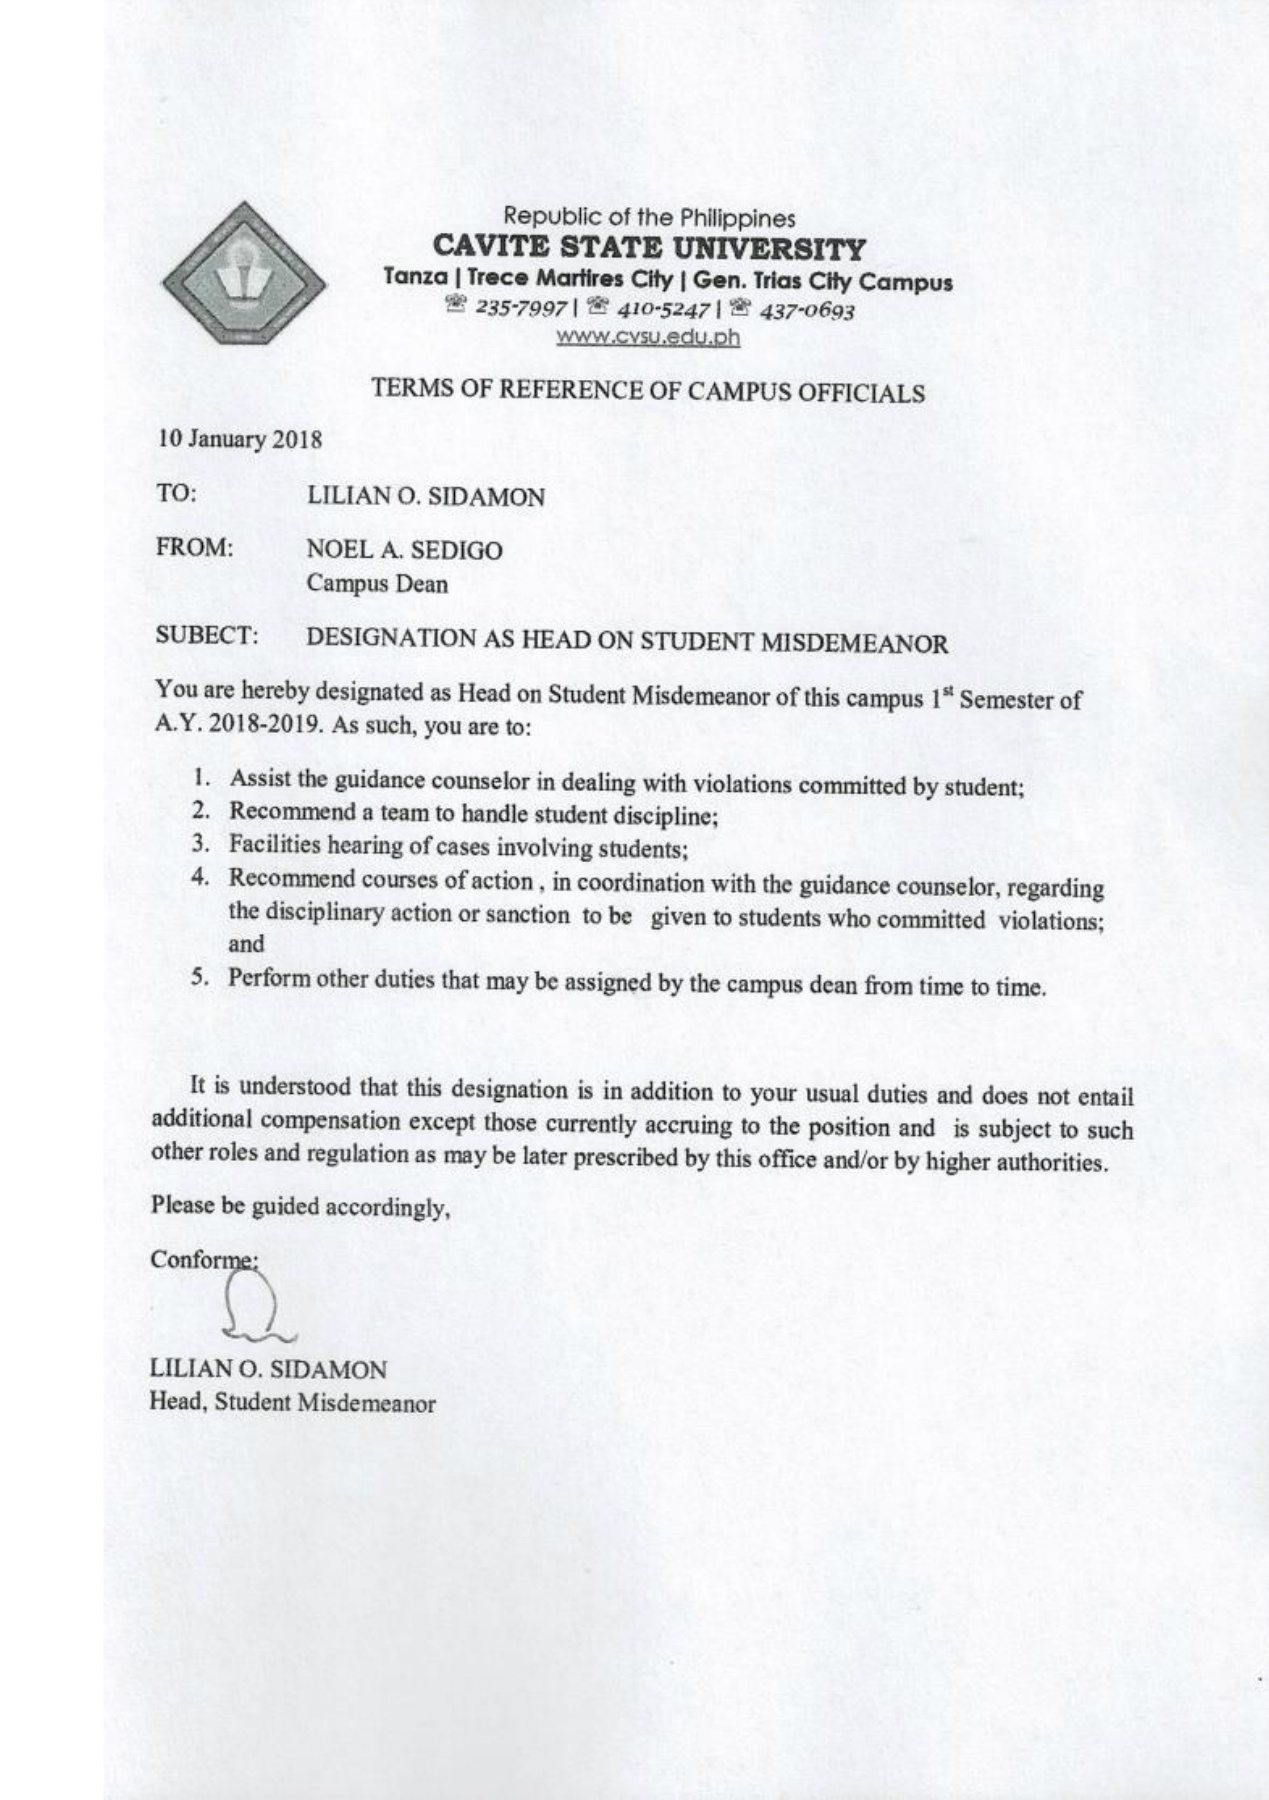 Republic of the Philippines
CAVITE STATE UNIVERSITY
Tanza | Trece Martires City | Gen. Trias City Campus
☏ 235-7997 | ☏ 410-5247 | ☏ 437-0693
www.cvsu.edu.ph
TERMS OF REFERENCE OF CAMPUS OFFICIALS
10 January 2018
TO: LILIAN O. SIDAMON
FROM: NOEL A. SEDIGO
Campus Dean
SUBECT: DESIGNATION AS HEAD ON STUDENT MISDEMEANOR
You are hereby designated as Head on Student Misdemeanor of this campus 1st Semester of
A.Y. 2018-2019. As such, you are to:
1. Assist the guidance counselor in dealing with violations committed by student;
2. Recommend a team to handle student discipline;
3. Facilities hearing of cases involving students;
4. Recommend courses of action , in coordination with the guidance counselor, regarding
the disciplinary action or sanction to be given to students who committed violations;
and
5. Perform other duties that may be assigned by the campus dean from time to time.
It is understood that this designation is in addition to your usual duties and does not entail
additional compensation except those currently accruing to the position and is subject to such
other roles and regulation as may be later prescribed by this office and/or by higher authorities.
Please be guided accordingly,
Conforme:
LILIAN O. SIDAMON
Head, Student Misdemeanor